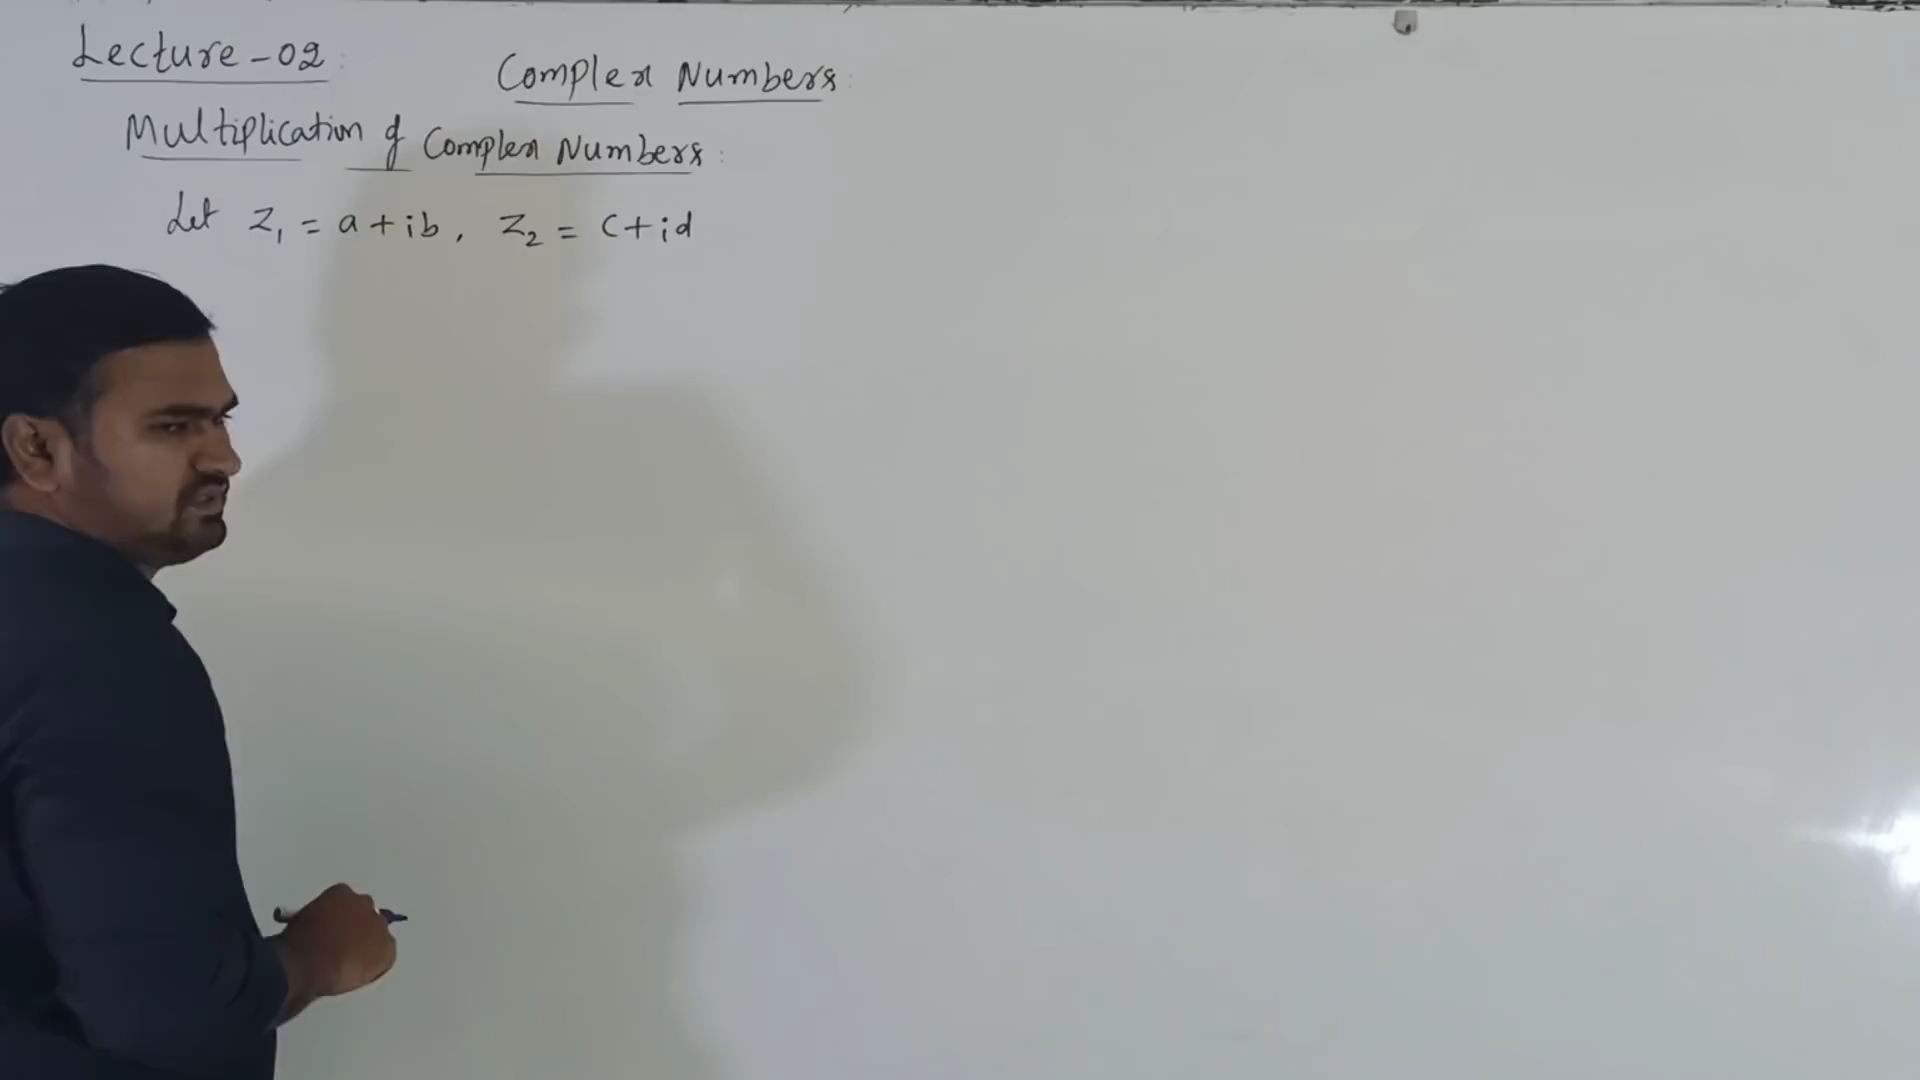 Lecture-02:
Complex Numbers:
Multiplication of Complex Numbers:
Let z₁ = a+ib, z₂ = c+id